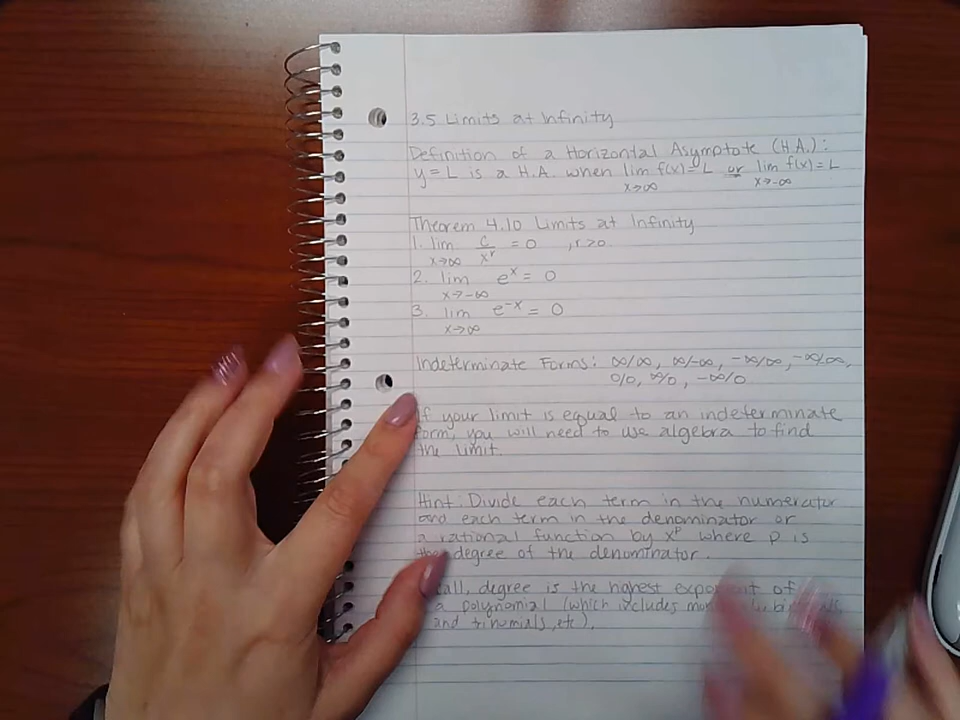 3.5 Limits at Infinity
Definition of a Horizontal Asymptote (H.A.):
y = L is a H.A. when lim f(x) = L or lim f(x) = L
x→∞ x→-∞
Theorem 4.10 Limits at Infinity
1. lim c/x^r = 0 , r>0.
x→∞
2. lim e^x = 0
x→-∞
3. lim e^-x = 0
x→∞
Indeterminate Forms: ∞/∞, ∞/-∞, -∞/∞, -∞/-∞,
0/0, ∞/0, -∞/0
If your limit is equal to an indeterminate
form, you will need to use algebra to find
the limit.
Hint: Divide each term in the numerator
and each term in the denominator or
a rational function by x^p where p is
the degree of the denominator.
call, degree is the highest exponent of
a polynomial (which includes
and trinomials, etc).